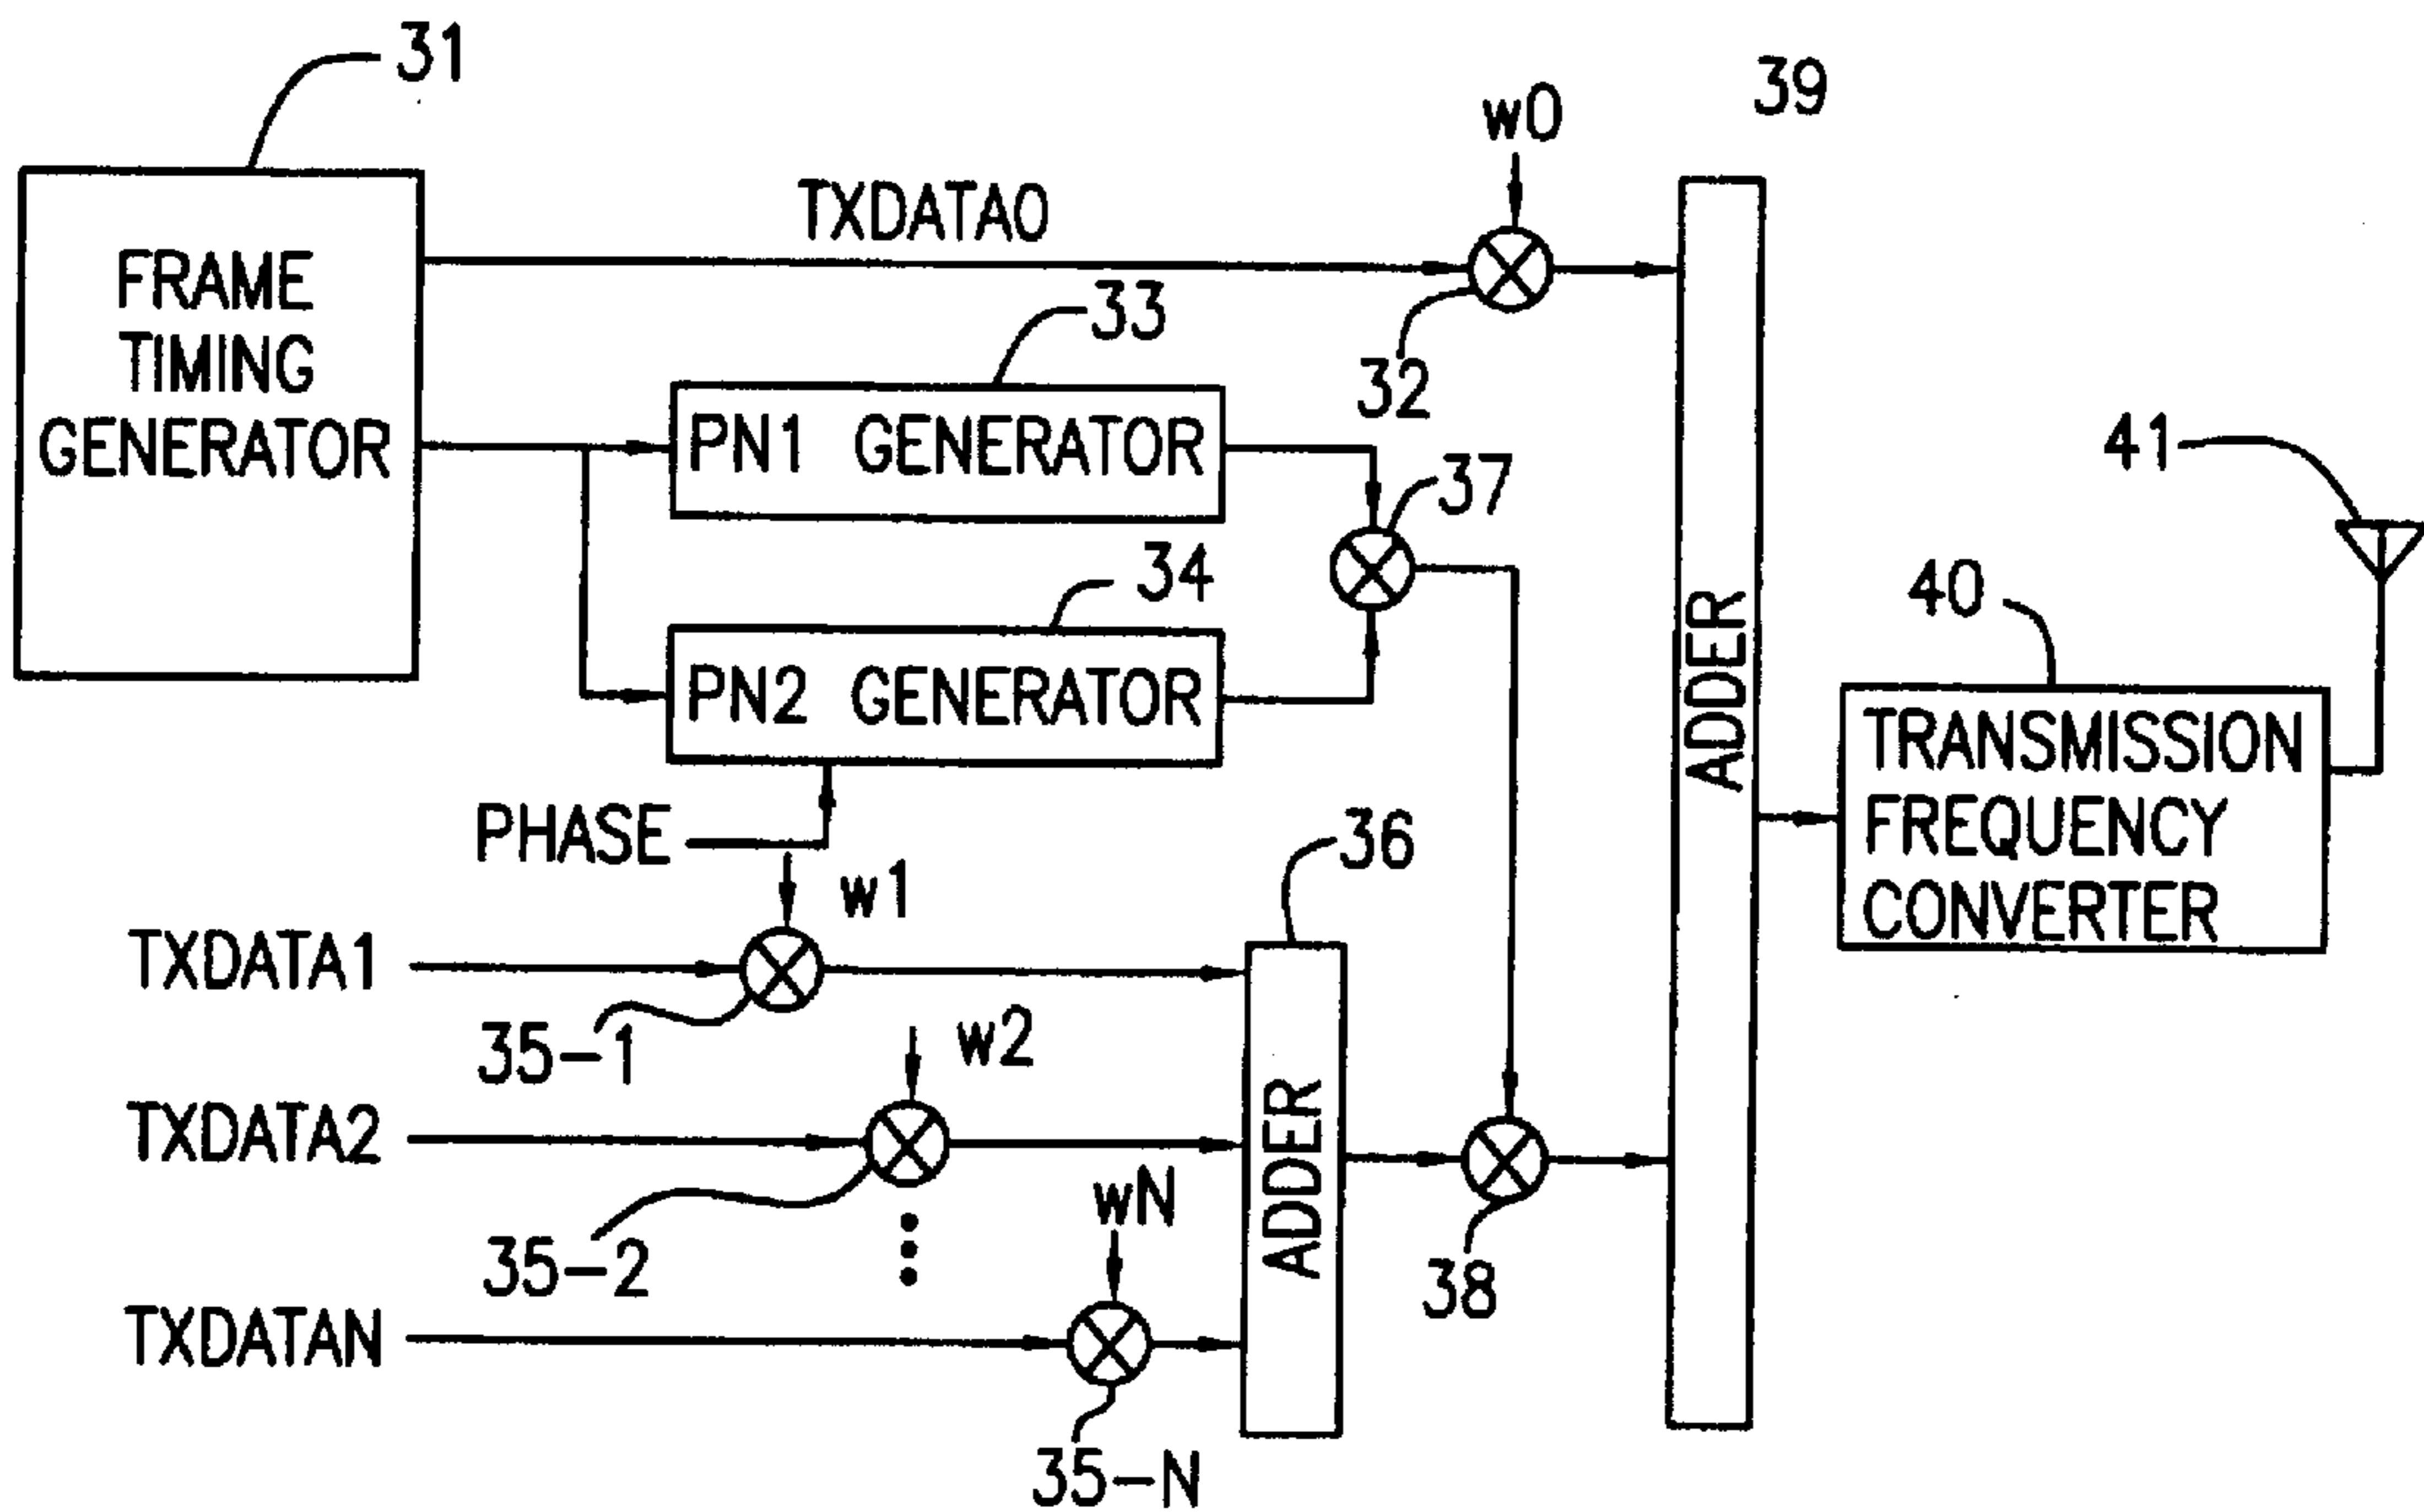 31
39
w0
TXDATA0
FRAME
TIMING
GENERATOR
33
32
PN1 GENERATOR
37
41
34
40
PN2 GENERATOR
ADDER
TRANSMISSION
FREQUENCY
CONVERTER
PHASE
36
w1
TXDATA1
35-1
w2
TXDATA2
ADDER
35-2
wN
38
TXDATAN
35-N